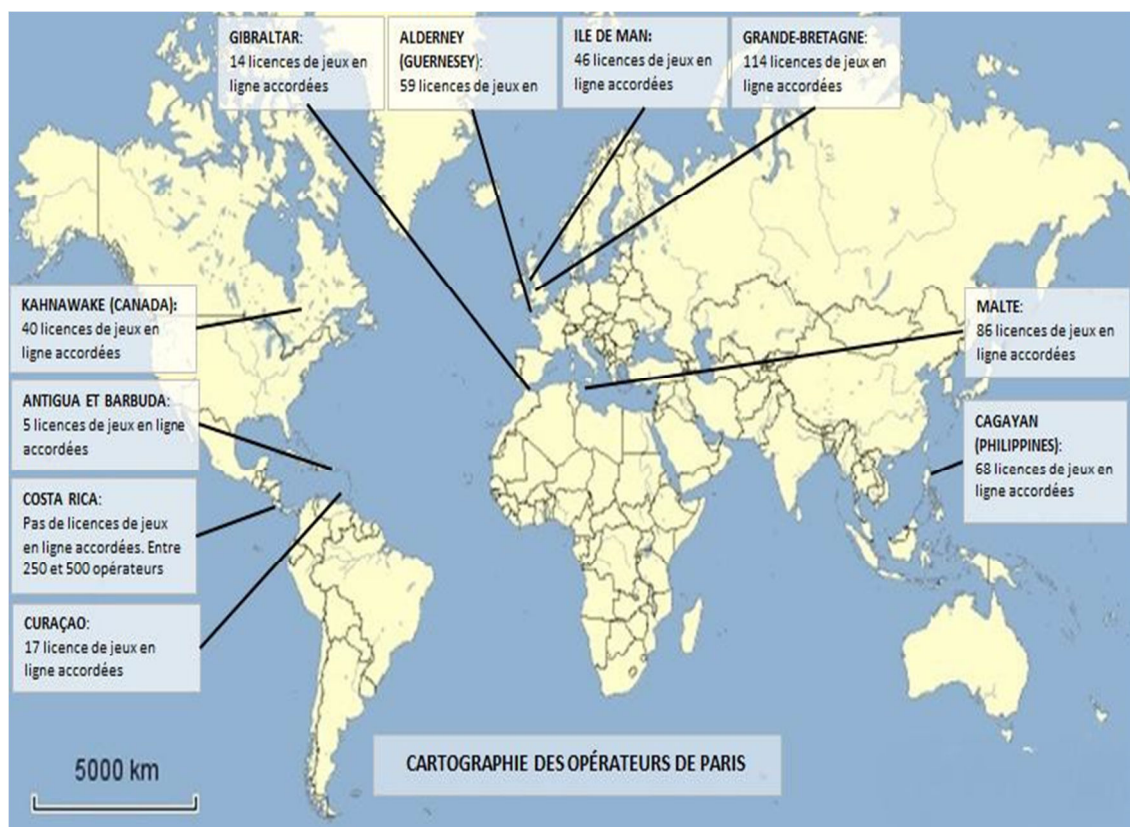 GIBRALTAR:
14 licences de jeux en
ligne accordées
ALDERNEY
(GUERNESEY):
59 licences de jeux en
ILE DE MAN:
46 licences de jeux en
ligne accordées
GRANDE-BRETAGNE:
114 licences de jeux en
ligne accordées
KAHNAWAKE (CANADA):
40 licences de jeux en
ligne accordées
MALTE:
86 licences de jeux en
ligne accordées
ANTIGUA ET BARBUDA:
5 licences de jeux en ligne
accordées
CAGAYAN
(PHILIPPINES):
68 licences de jeux en
ligne accordées
COSTA RICA:
Pas de licences de jeux
en ligne accordées. Entre
250 et 500 opérateurs
CURAÇAO:
17 licence de jeux en
ligne accordées
CARTOGRAPHIE DES OPÉRATEURS DE PARIS
5000 km